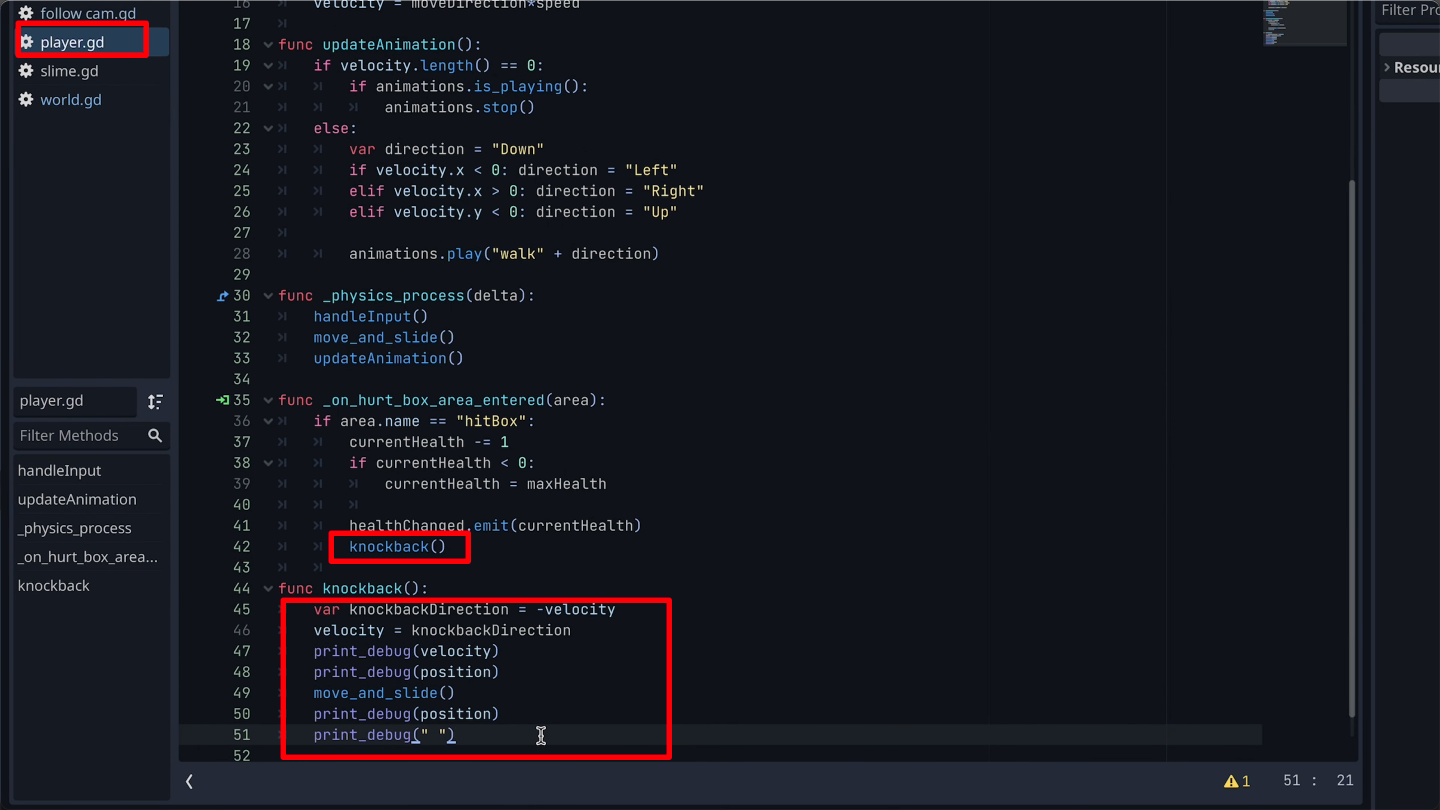 follow cam.gd
player.gd
slime.gd
world.gd
player.gd
Filter Methods
handleInput
updateAnimation
_physics_process
_on_hurt_box_area...
knockback
16 velocity = moveDirection*speed
17
18 func updateAnimation():
19 if velocity.length() == 0:
20 if animations.is_playing():
21 animations.stop()
22 else:
23 var direction = "Down"
24 if velocity.x < 0: direction = "Left"
25 elif velocity.x > 0: direction = "Right"
26 elif velocity.y < 0: direction = "Up"
27
28 animations.play("walk" + direction)
29
30 func _physics_process(delta):
31 handleInput()
32 move_and_slide()
33 updateAnimation()
34
35 func _on_hurt_box_area_entered(area):
36 if area.name == "hitBox":
37 currentHealth -= 1
38 if currentHealth < 0:
39 currentHealth = maxHealth
40
41 healthChanged.emit(currentHealth)
42 knockback()
43
44 func knockback():
45 var knockbackDirection = -velocity
46 velocity = knockbackDirection
47 print_debug(velocity)
48 print_debug(position)
49 move_and_slide()
50 print_debug(position)
51 print_debug(" ")
52
1 51 : 21
Filter Pro
Resou